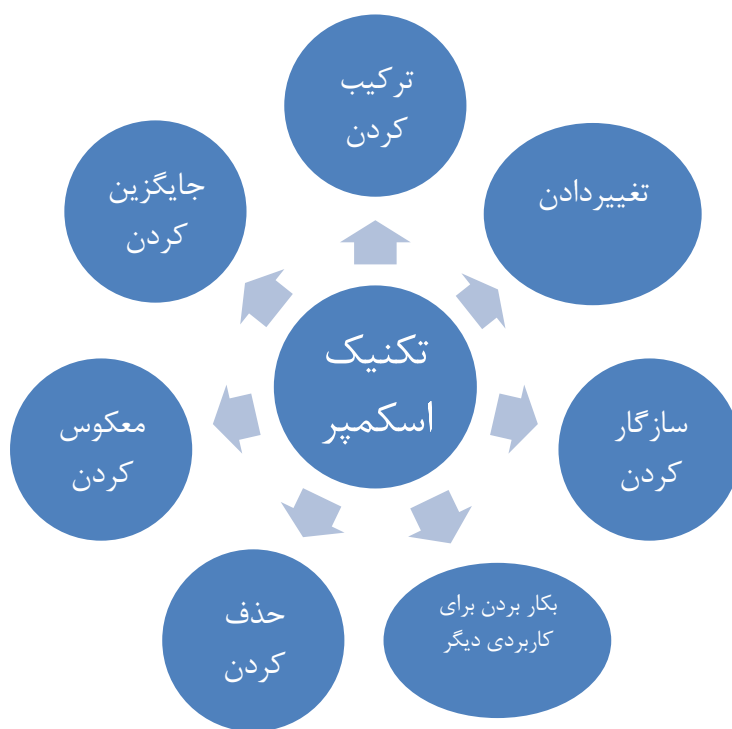 ترکیب
کردن
تغییردادن
جایگزین
کردن
تکنیک
اسکمپر
سازگار
کردن
معکوس
کردن
بکار بردن برای
کاربردی دیگر
حذف
کردن